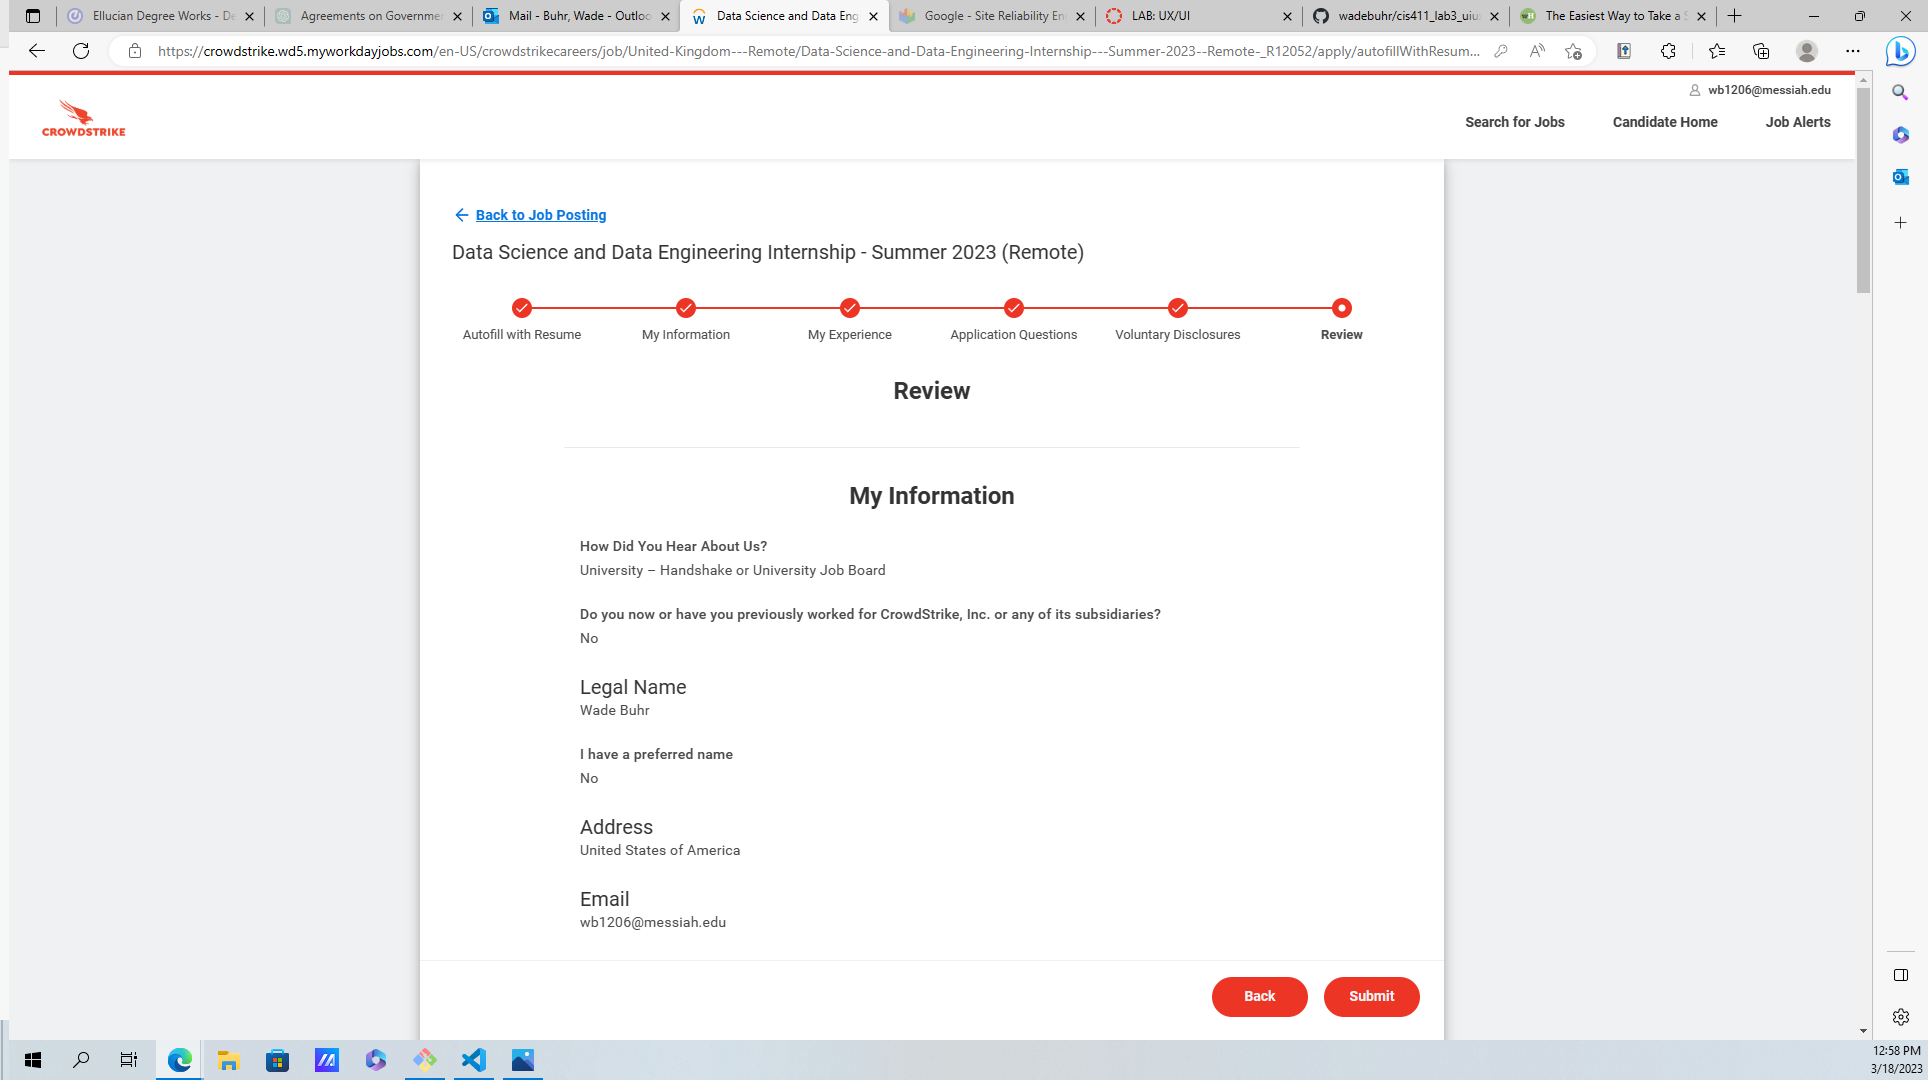 Ellucian Degree Works - De
Agreements on Governmen
Mail - Buhr, Wade - Outloo
Data Science and Data Eng
Google - Site Reliability En
LAB: UX/UI
wadebuhr/cis411_lab3_uiu
The Easiest Way to Take a S
https://crowdstrike.wd5.myworkdayjobs.com/en-US/crowdstrikecareers/job/United-Kingdom---Remote/Data-Science-and-Data-Engineering-Internship---Summer-2023--Remote-_R12052/apply/autofillWithResum...
wb1206@messiah.edu
CROWDSTRIKE
Search for Jobs
Candidate Home
Job Alerts
Back to Job Posting
Data Science and Data Engineering Internship - Summer 2023 (Remote)
Autofill with Resume
My Information
My Experience
Application Questions
Voluntary Disclosures
Review
Review
My Information
How Did You Hear About Us?
University – Handshake or University Job Board
Do you now or have you previously worked for CrowdStrike, Inc. or any of its subsidiaries?
No
Legal Name
Wade Buhr
I have a preferred name
No
Address
United States of America
Email
wb1206@messiah.edu
Back
Submit
12:58 PM
3/18/2023